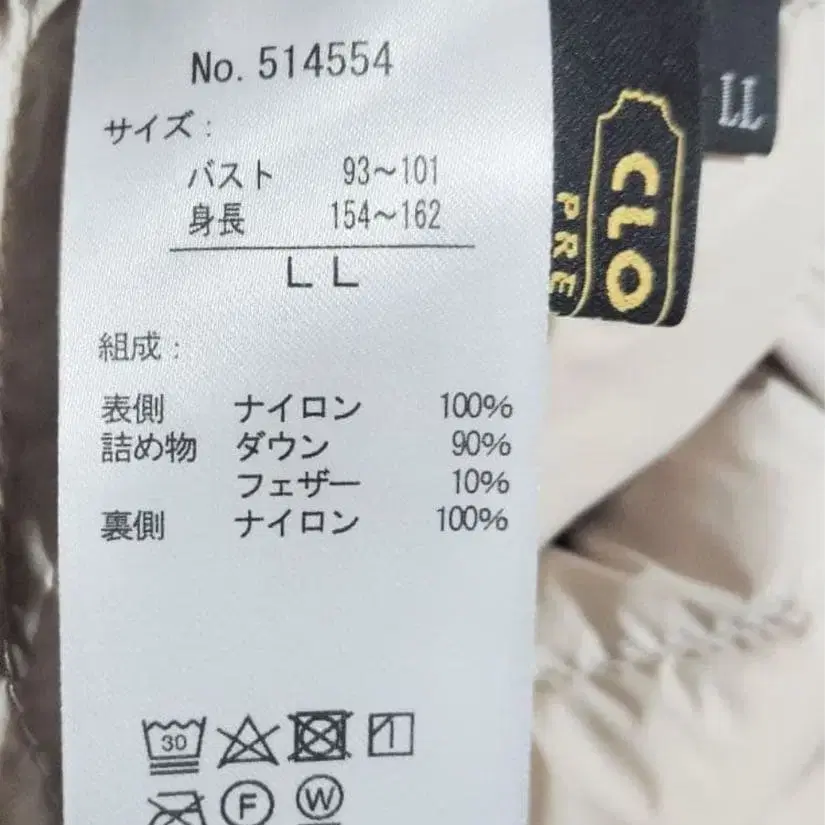 No. 514554
サイズ：
バスト 93～101
身長 154～162
LL
組成：
表側 ナイロン 100%
詰め物 ダウン 90%
フェザー 10%
裏側 ナイロン 100%
30
F
W
CLO
PRE
LL